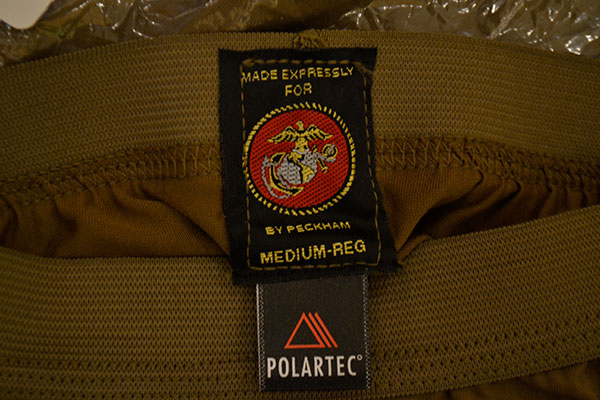 MADE EXPRESSLY
FOR
BY PECKHAM
MEDIUM-REG
POLARTEC®